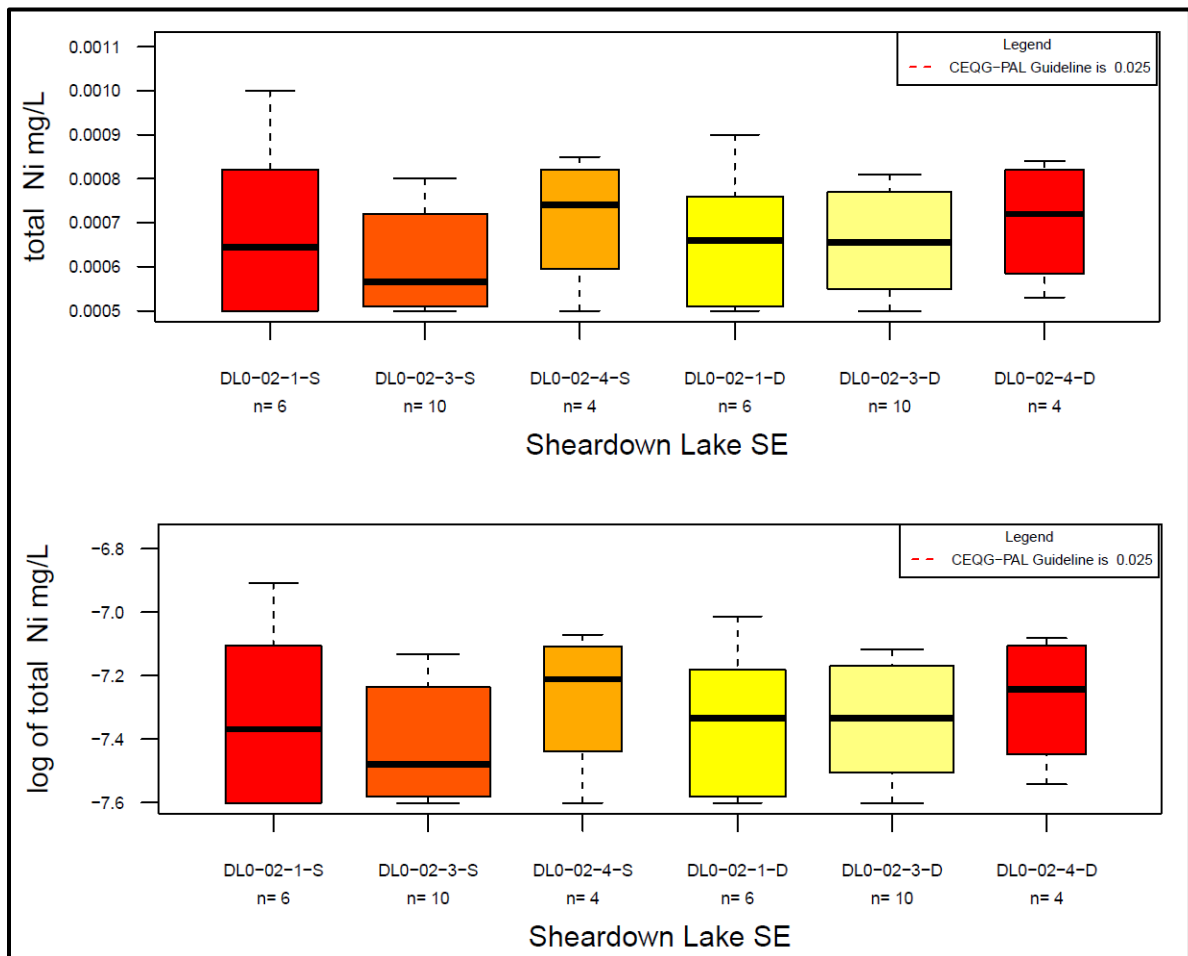 total Ni mg/L
0.0011
0.0010
0.0009
0.0008
0.0007
0.0006
0.0005
Legend
CEQG−PAL Guideline is 0.025
DL0−02−1−S DL0−02−3−S DL0−02−4−S DL0−02−1−D DL0−02−3−D DL0−02−4−D
n= 6 n= 10 n= 4 n= 6 n= 10 n= 4
Sheardown Lake SE
log of total Ni mg/L
−6.8
−7.0
−7.2
−7.4
−7.6
Legend
CEQG−PAL Guideline is 0.025
DL0−02−1−S DL0−02−3−S DL0−02−4−S DL0−02−1−D DL0−02−3−D DL0−02−4−D
n= 6 n= 10 n= 4 n= 6 n= 10 n= 4
Sheardown Lake SE